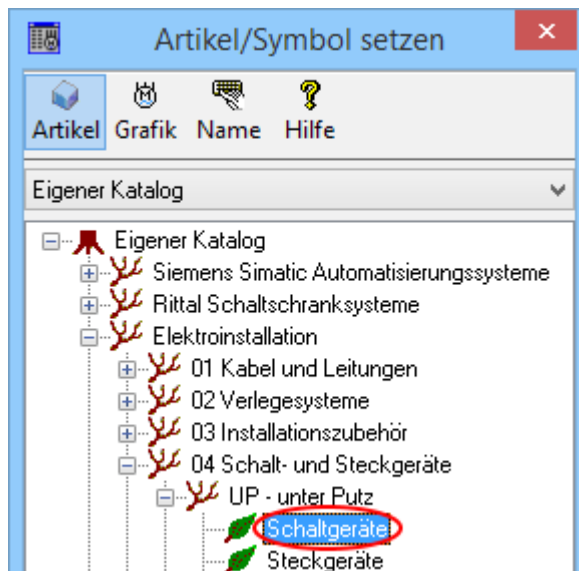 Artikel/Symbol setzen
Artikel Grafik Name Hilfe
Eigener Katalog
Eigener Katalog
Siemens Simatic Automatisierungssysteme
Rittal Schaltschranksysteme
Elektroinstallation
01 Kabel und Leitungen
02 Verlegesysteme
03 Installationszubehör
04 Schalt- und Steckgeräte
UP - unter Putz
Schaltgeräte
Steckgeräte